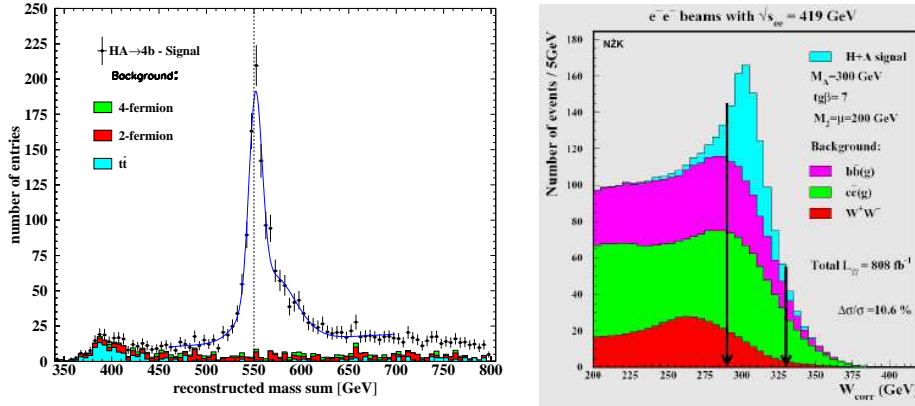 HA→4b - Signal
Background:
4-fermion
2-fermion
tt̄
number of entries
250
225
200
175
150
125
100
75
50
25
0
350 400 450 500 550 600 650 700 750 800
reconstructed mass sum [GeV]
e⁻e⁻ beams with √s_ee = 419 GeV
NŻK
Number of events / 5GeV
180
160
140
120
100
80
60
40
20
0
H+A signal
M_A=300 GeV
tgβ= 7
M_f̃=μ=200 GeV
Background:
bb̄(g)
cc̄(g)
W⁺W⁻
Total L_γγ = 808 fb⁻¹
Δσ/σ =10.6 %
200 225 250 275 300 325 350 375 400
W_corr (GeV)